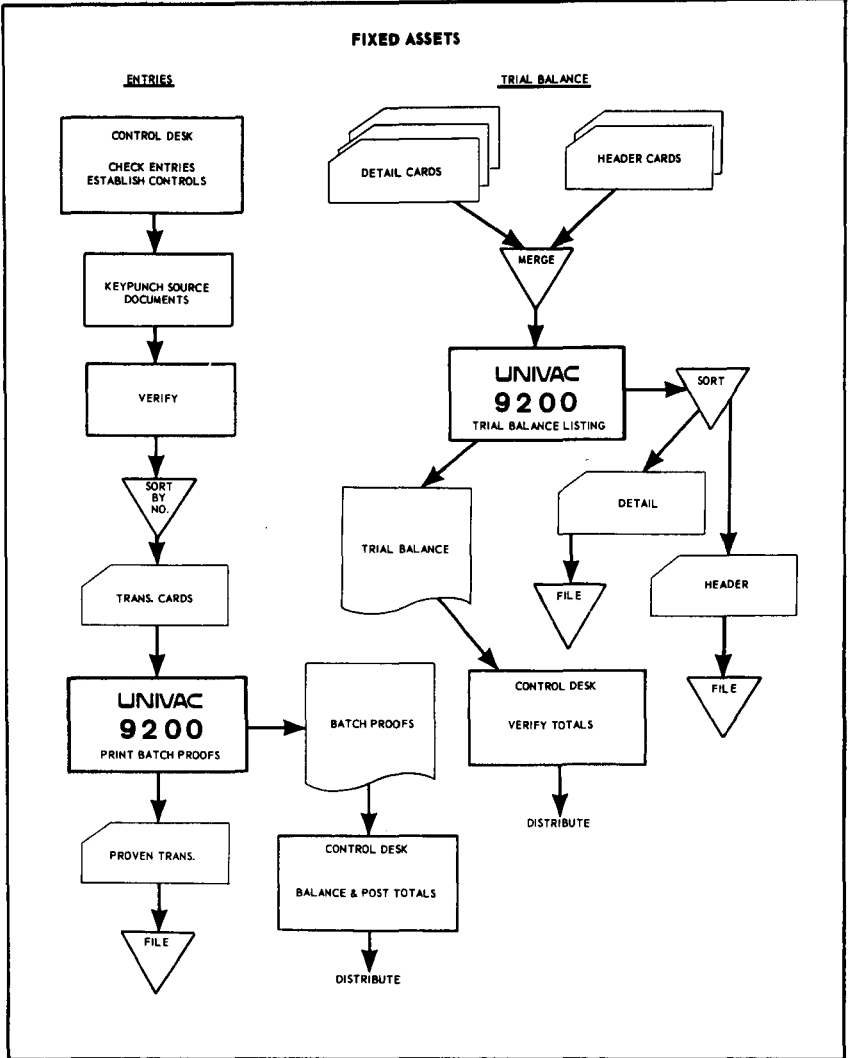 FIXED ASSETS
ENTRIES
CONTROL DESK
CHECK ENTRIES
ESTABLISH CONTROLS
KEYPUNCH SOURCE
DOCUMENTS
VERIFY
SORT
BY
NO.
TRANS. CARDS
UNIVAC
9200
PRINT BATCH PROOFS
PROVEN TRANS.
FILE
BATCH PROOFS
CONTROL DESK
BALANCE & POST TOTALS
DISTRIBUTE
TRIAL BALANCE
DETAIL CARDS
HEADER CARDS
MERGE
UNIVAC
9200
TRIAL BALANCE LISTING
SORT
DETAIL
FILE
HEADER
FILE
TRIAL BALANCE
CONTROL DESK
VERIFY TOTALS
DISTRIBUTE